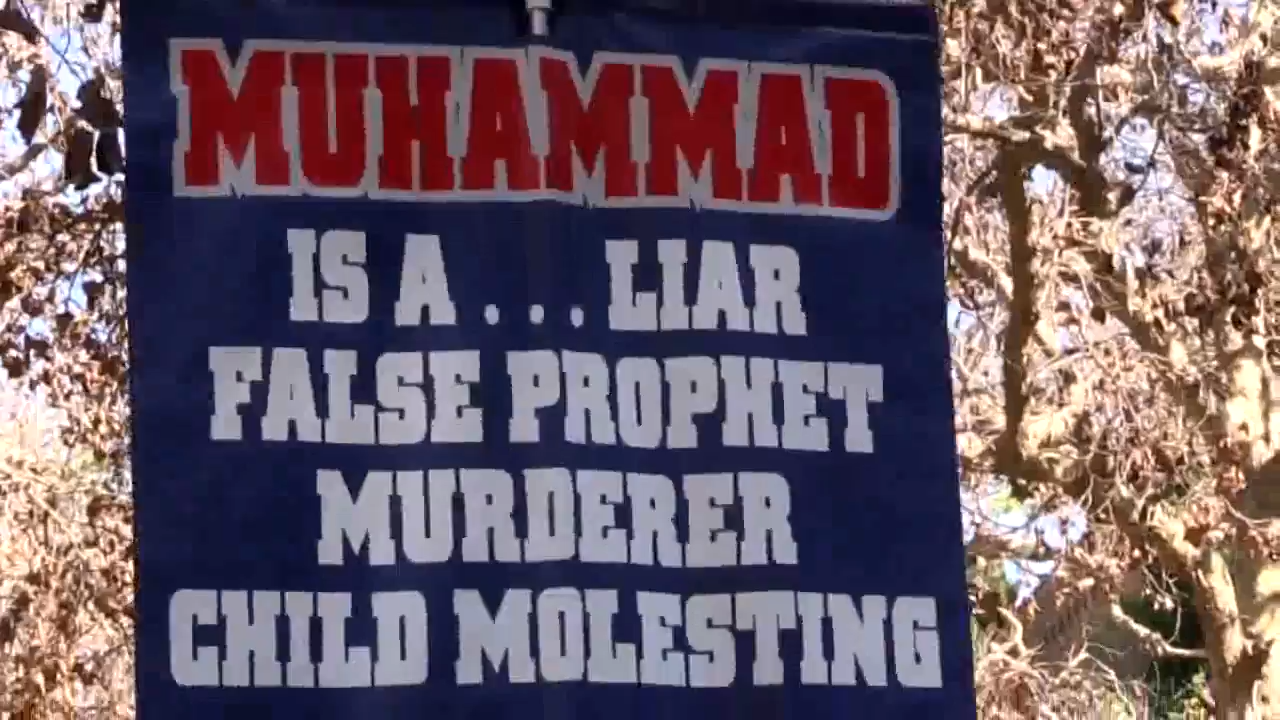 MUHAMMAD
IS A . . . LIAR
FALSE PROPHET
MURDERER
CHILD MOLESTING